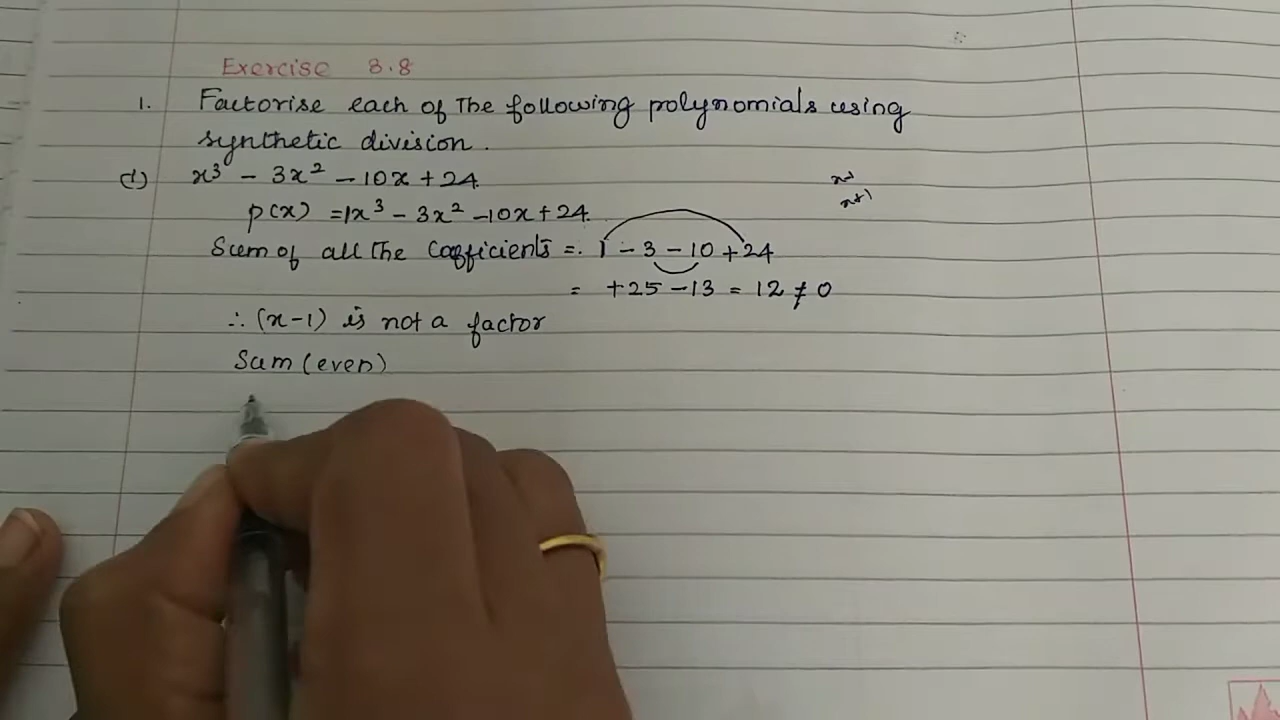 Exercise 3.8
1. Factorise each of The following polynomials using
synthetic division.
x³ - 3x² - 10x + 24
p(x) = 1x³ - 3x² - 10x + 24.
Sum of all The Coefficients = 1 - 3 - 10 + 24
= +25 - 13 = 12 ≠ 0
∴ (x-1) is not a factor
Sum (even)